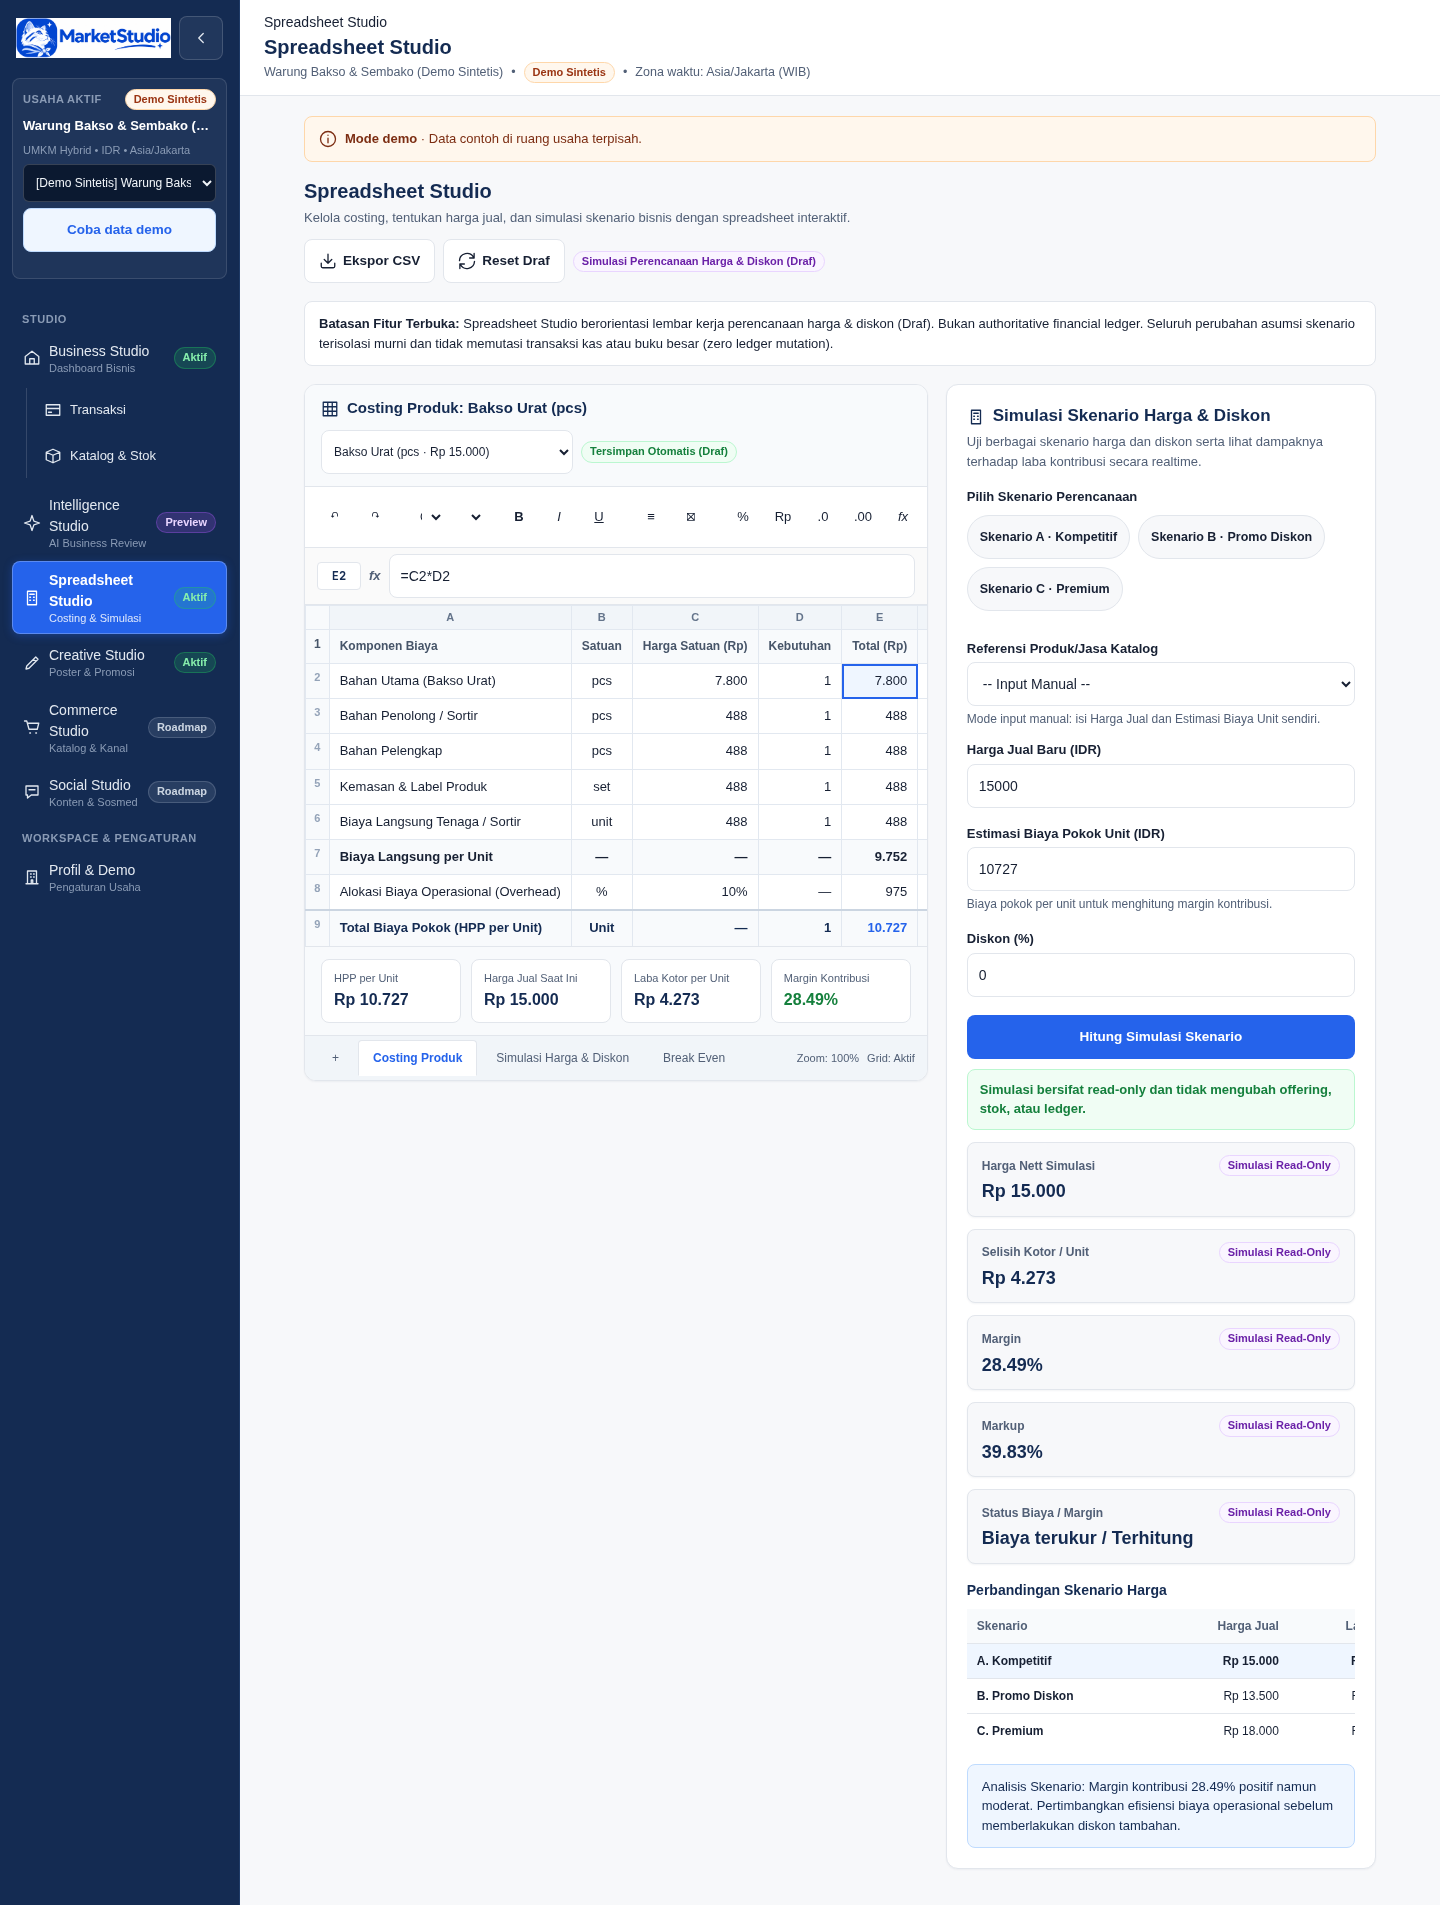 MarketStudio
USAHA AKTIF
Demo Sintetis
Warung Bakso & Sembako (...
UMKM Hybrid • IDR • Asia/Jakarta
[Demo Sintetis] Warung Baks
Coba data demo
STUDIO
Business Studio
Dashboard Bisnis
Aktif
Transaksi
Katalog & Stok
Intelligence
Studio
AI Business Review
Preview
Spreadsheet
Studio
Costing & Simulasi
Aktif
Creative Studio
Poster & Promosi
Aktif
Commerce
Studio
Katalog & Kanal
Roadmap
Social Studio
Konten & Sosmed
Roadmap
WORKSPACE & PENGATURAN
Profil & Demo
Pengaturan Usaha
Spreadsheet Studio
Spreadsheet Studio
Warung Bakso & Sembako (Demo Sintetis) • Demo Sintetis • Zona waktu: Asia/Jakarta (WIB)
Mode demo · Data contoh di ruang usaha terpisah.
Spreadsheet Studio
Kelola costing, tentukan harga jual, dan simulasi skenario bisnis dengan spreadsheet interaktif.
Ekspor CSV
Reset Draf
Simulasi Perencanaan Harga & Diskon (Draf)
Batasan Fitur Terbuka: Spreadsheet Studio berorientasi lembar kerja perencanaan harga & diskon (Draf). Bukan authoritative financial ledger. Seluruh perubahan asumsi skenario
terisolasi murni dan tidak memutasi transaksi kas atau buku besar (zero ledger mutation).
Costing Produk: Bakso Urat (pcs)
Bakso Urat (pcs · Rp 15.000)
Tersimpan Otomatis (Draf)
B I U ≡ ⊠ % Rp .0 .00 fx
E2 fx =C2*D2
A B C D E
1 Komponen Biaya Satuan Harga Satuan (Rp) Kebutuhan Total (Rp)
2 Bahan Utama (Bakso Urat) pcs 7.800 1 7.800
3 Bahan Penolong / Sortir pcs 488 1 488
4 Bahan Pelengkap pcs 488 1 488
5 Kemasan & Label Produk set 488 1 488
6 Biaya Langsung Tenaga / Sortir unit 488 1 488
7 Biaya Langsung per Unit — — — 9.752
8 Alokasi Biaya Operasional (Overhead) % 10% — 975
9 Total Biaya Pokok (HPP per Unit) Unit — 1 10.727
HPP per Unit
Rp 10.727
Harga Jual Saat Ini
Rp 15.000
Laba Kotor per Unit
Rp 4.273
Margin Kontribusi
28.49%
+ Costing Produk Simulasi Harga & Diskon Break Even Zoom: 100% Grid: Aktif
Simulasi Skenario Harga & Diskon
Uji berbagai skenario harga dan diskon serta lihat dampaknya
terhadap laba kontribusi secara realtime.
Pilih Skenario Perencanaan
Skenario A · Kompetitif
Skenario B · Promo Diskon
Skenario C · Premium
Referensi Produk/Jasa Katalog
-- Input Manual --
Mode input manual: isi Harga Jual dan Estimasi Biaya Unit sendiri.
Harga Jual Baru (IDR)
15000
Estimasi Biaya Pokok Unit (IDR)
10727
Biaya pokok per unit untuk menghitung margin kontribusi.
Diskon (%)
0
Hitung Simulasi Skenario
Simulasi bersifat read-only dan tidak mengubah offering,
stok, atau ledger.
Harga Nett Simulasi
Simulasi Read-Only
Rp 15.000
Selisih Kotor / Unit
Simulasi Read-Only
Rp 4.273
Margin
Simulasi Read-Only
28.49%
Markup
Simulasi Read-Only
39.83%
Status Biaya / Margin
Simulasi Read-Only
Biaya terukur / Terhitung
Perbandingan Skenario Harga
Skenario Harga Jual
A. Kompetitif Rp 15.000
B. Promo Diskon Rp 13.500
C. Premium Rp 18.000
Analisis Skenario: Margin kontribusi 28.49% positif namun
moderat. Pertimbangkan efisiensi biaya operasional sebelum
memberlakukan diskon tambahan.